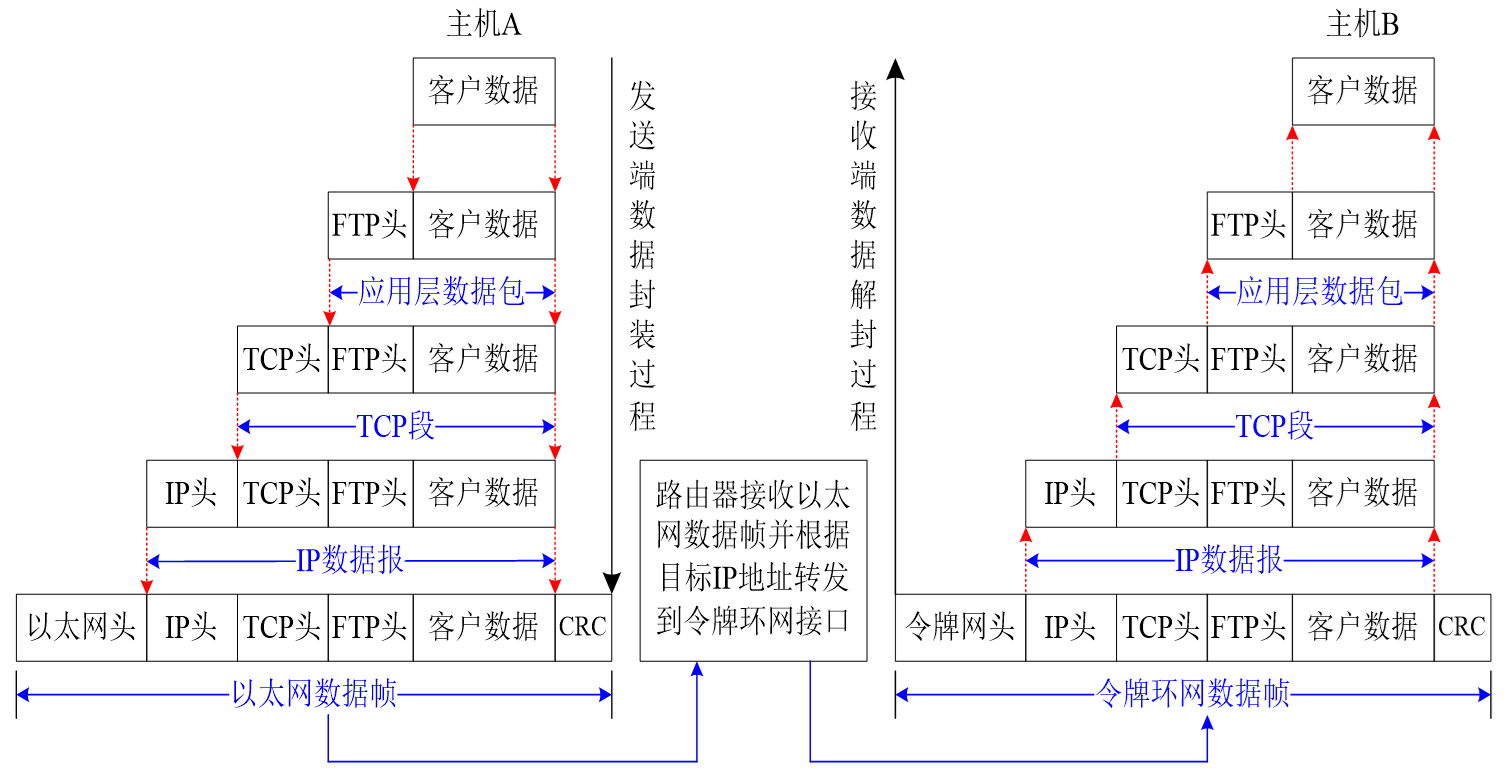 主机A
主机B
客户数据
客户数据
发送端数据封装过程
接收端数据解封过程
FTP头 客户数据
FTP头 客户数据
应用层数据包
应用层数据包
TCP头 FTP头 客户数据
TCP头 FTP头 客户数据
TCP段
TCP段
IP头 TCP头 FTP头 客户数据
路由器接收以太
网数据帧并根据
目标IP地址转发
到令牌环网接口
IP头 TCP头 FTP头 客户数据
IP数据报
IP数据报
以太网头 IP头 TCP头 FTP头 客户数据 CRC
令牌网头 IP头 TCP头 FTP头 客户数据 CRC
以太网数据帧
令牌环网数据帧